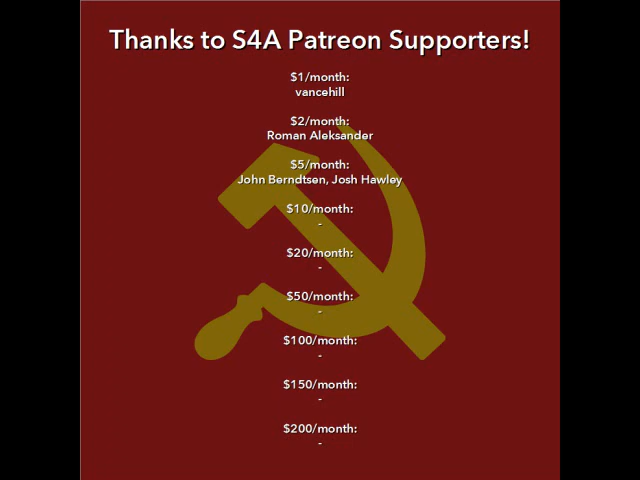 Thanks to S4A Patreon Supporters!
$1/month:
vancehill
$2/month:
Roman Aleksander
$5/month:
John Berndtsen, Josh Hawley
$10/month:
-
$20/month:
-
$50/month:
-
$100/month:
-
$150/month:
-
$200/month:
-